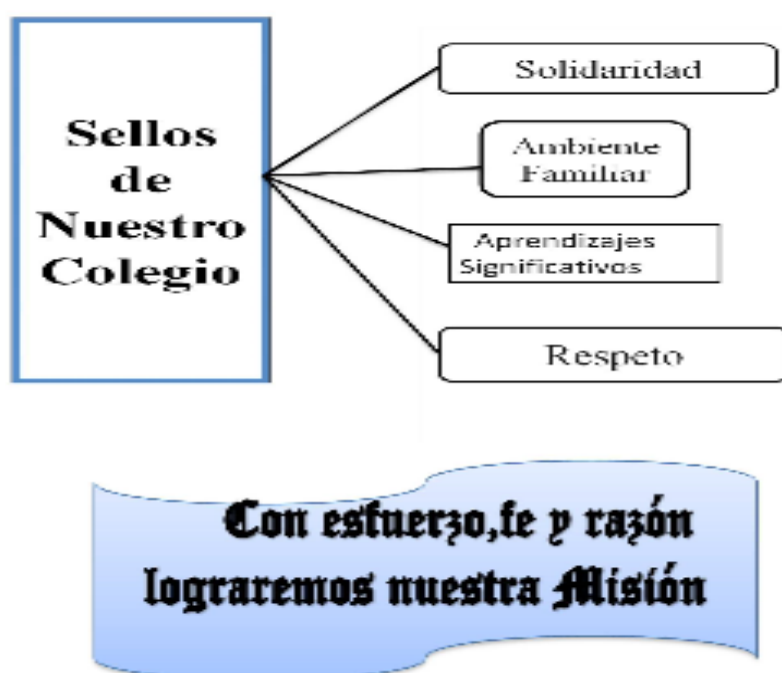 Sellos
de
Nuestro
Colegio
Solidaridad
Ambiente
Familiar
Aprendizajes
Significativos
Respeto
Con esfuerzo,fe y razón
lograremos nuestra Misión